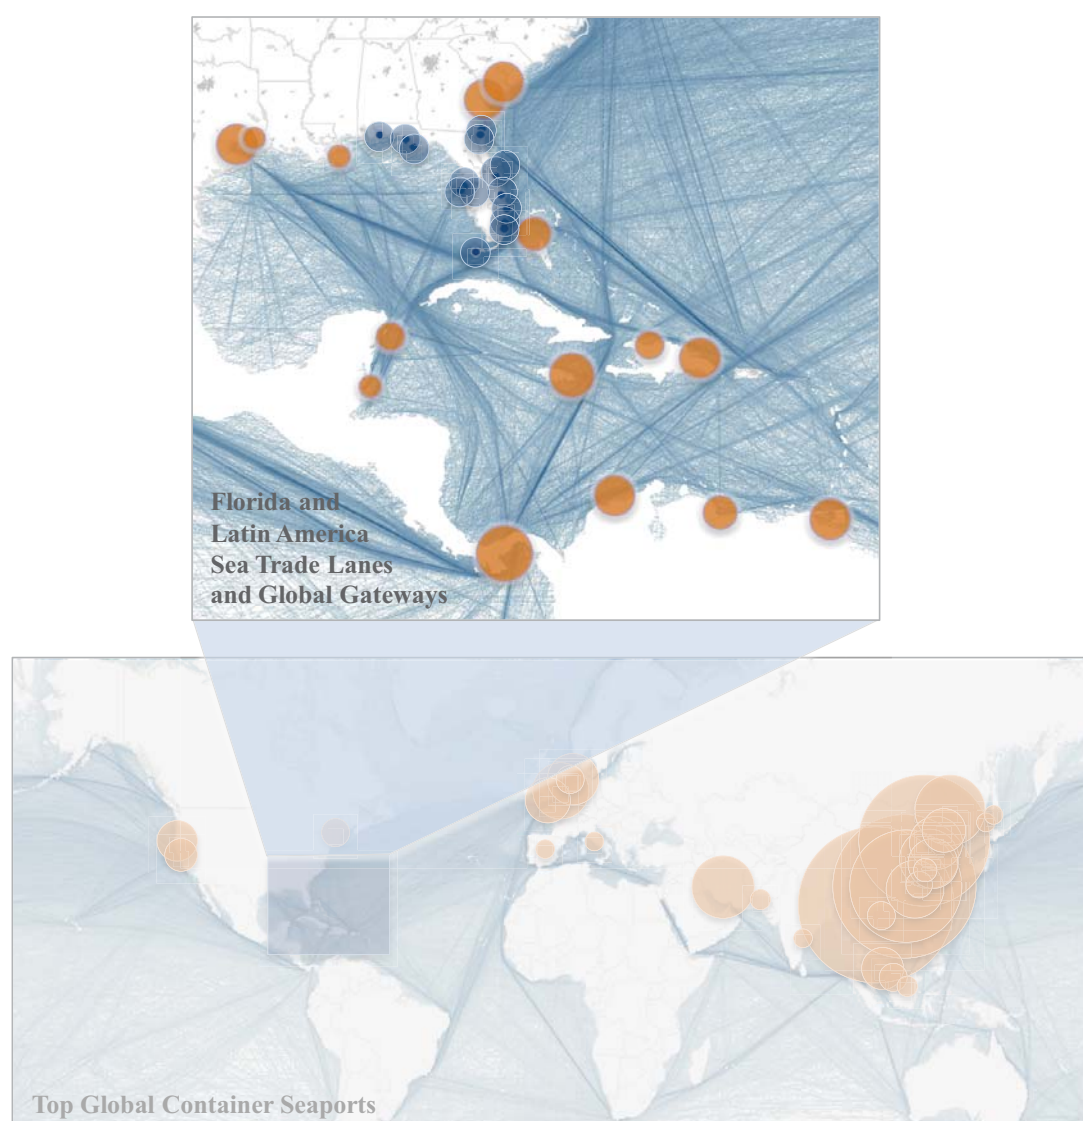 Florida and
Latin America
Sea Trade Lanes
and Global Gateways
Top Global Container Seaports